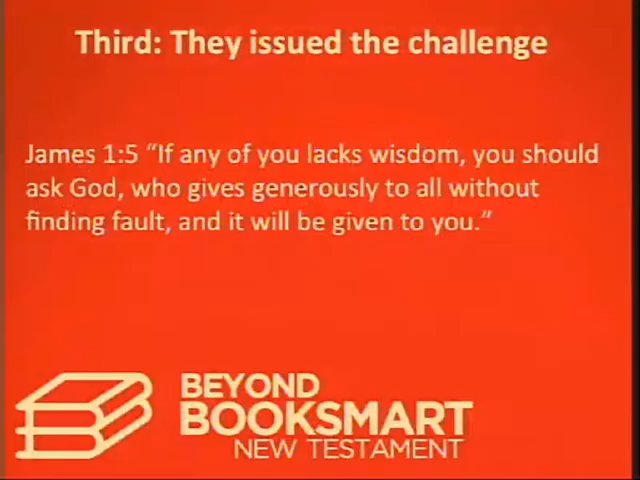 Third: They issued the challenge
James 1:5 “If any of you lacks wisdom, you should
ask God, who gives generously to all without
finding fault, and it will be given to you.”
BEYOND
BOOKSMART
NEW TESTAMENT